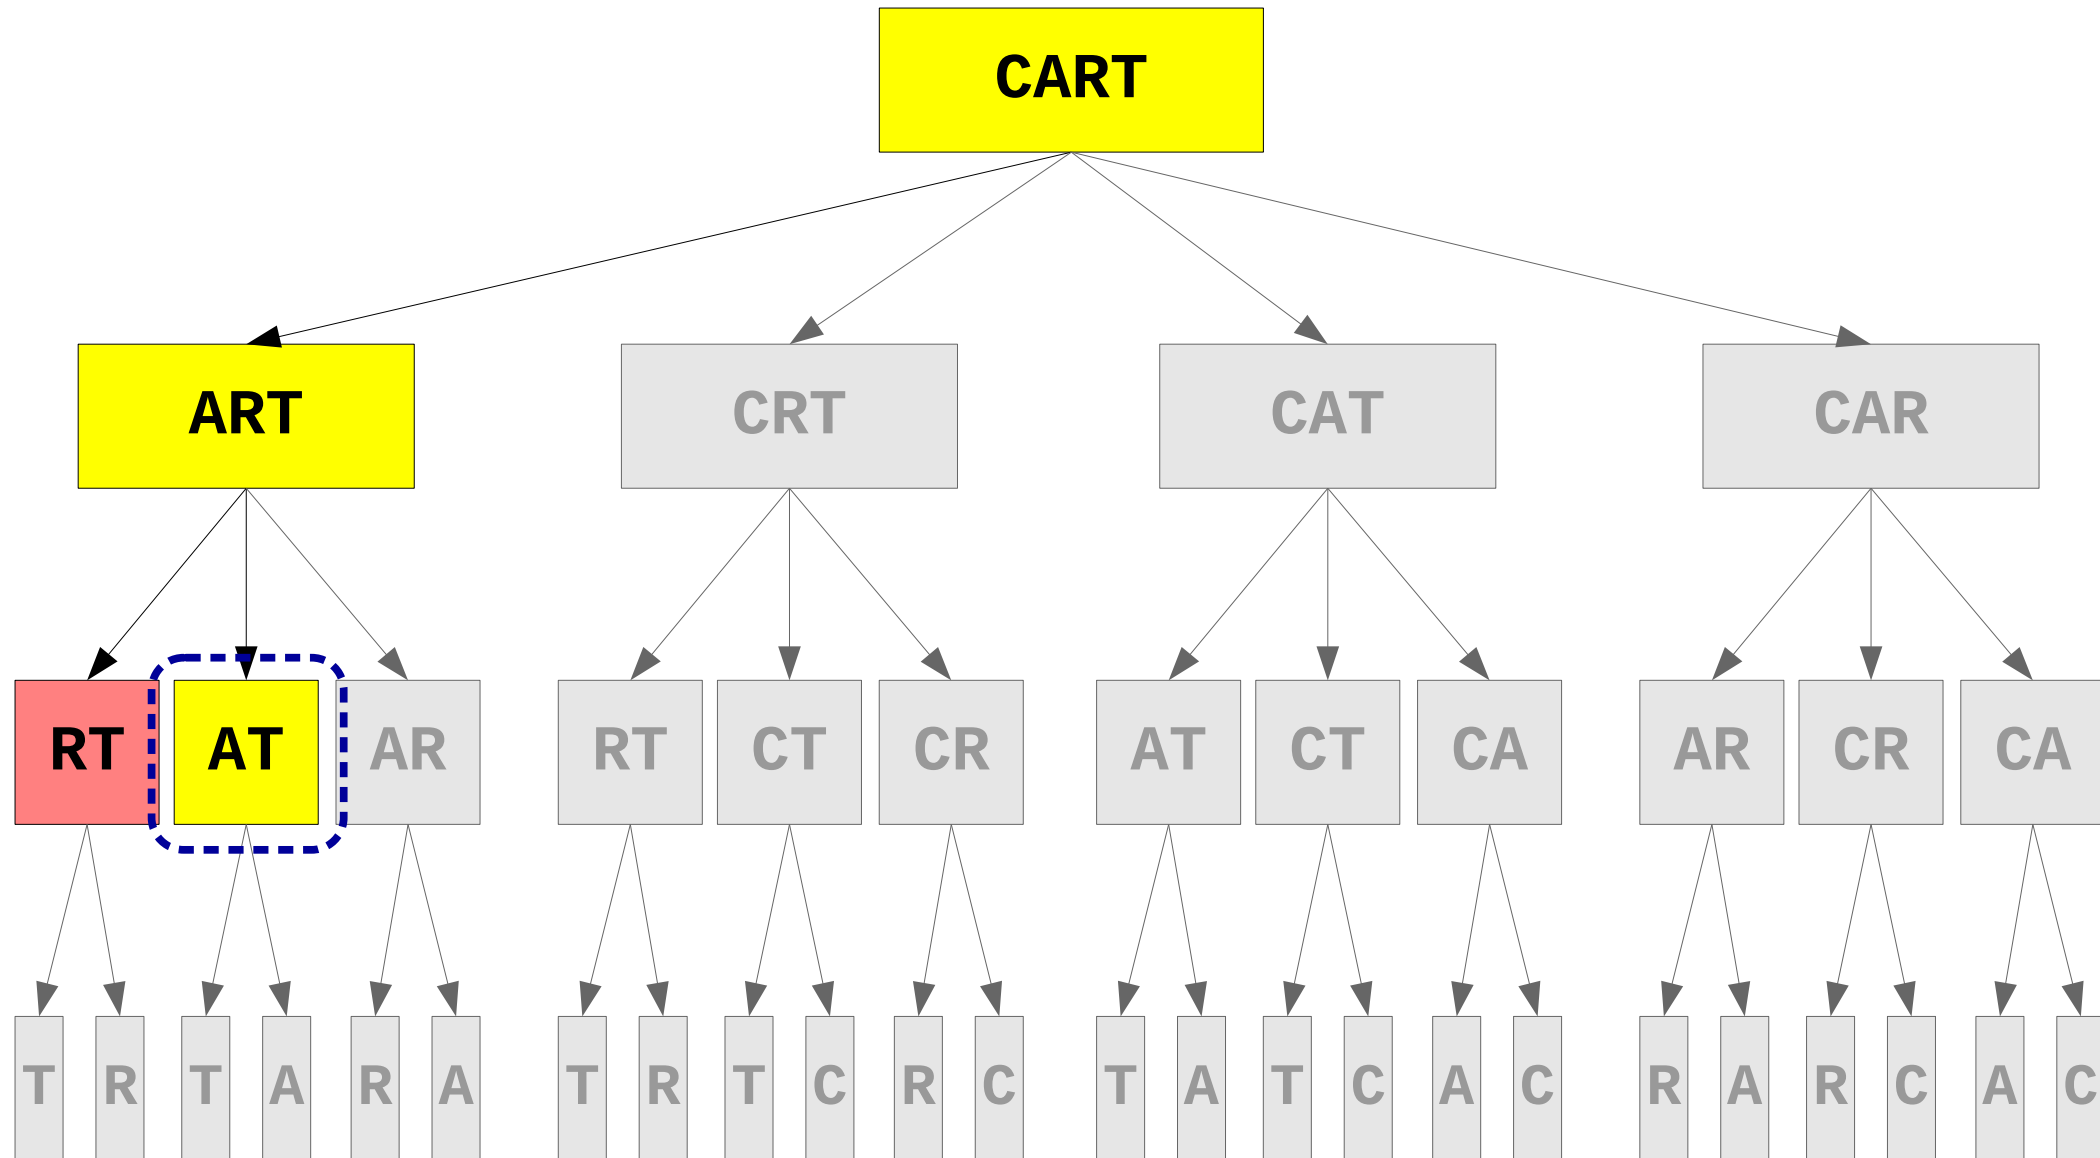 CART
ART CRT CAT CAR
RT AT AR RT CT CR AT CT CA AR CR CA
T R T A R A T R T C R C T A T C A C R A R C A C